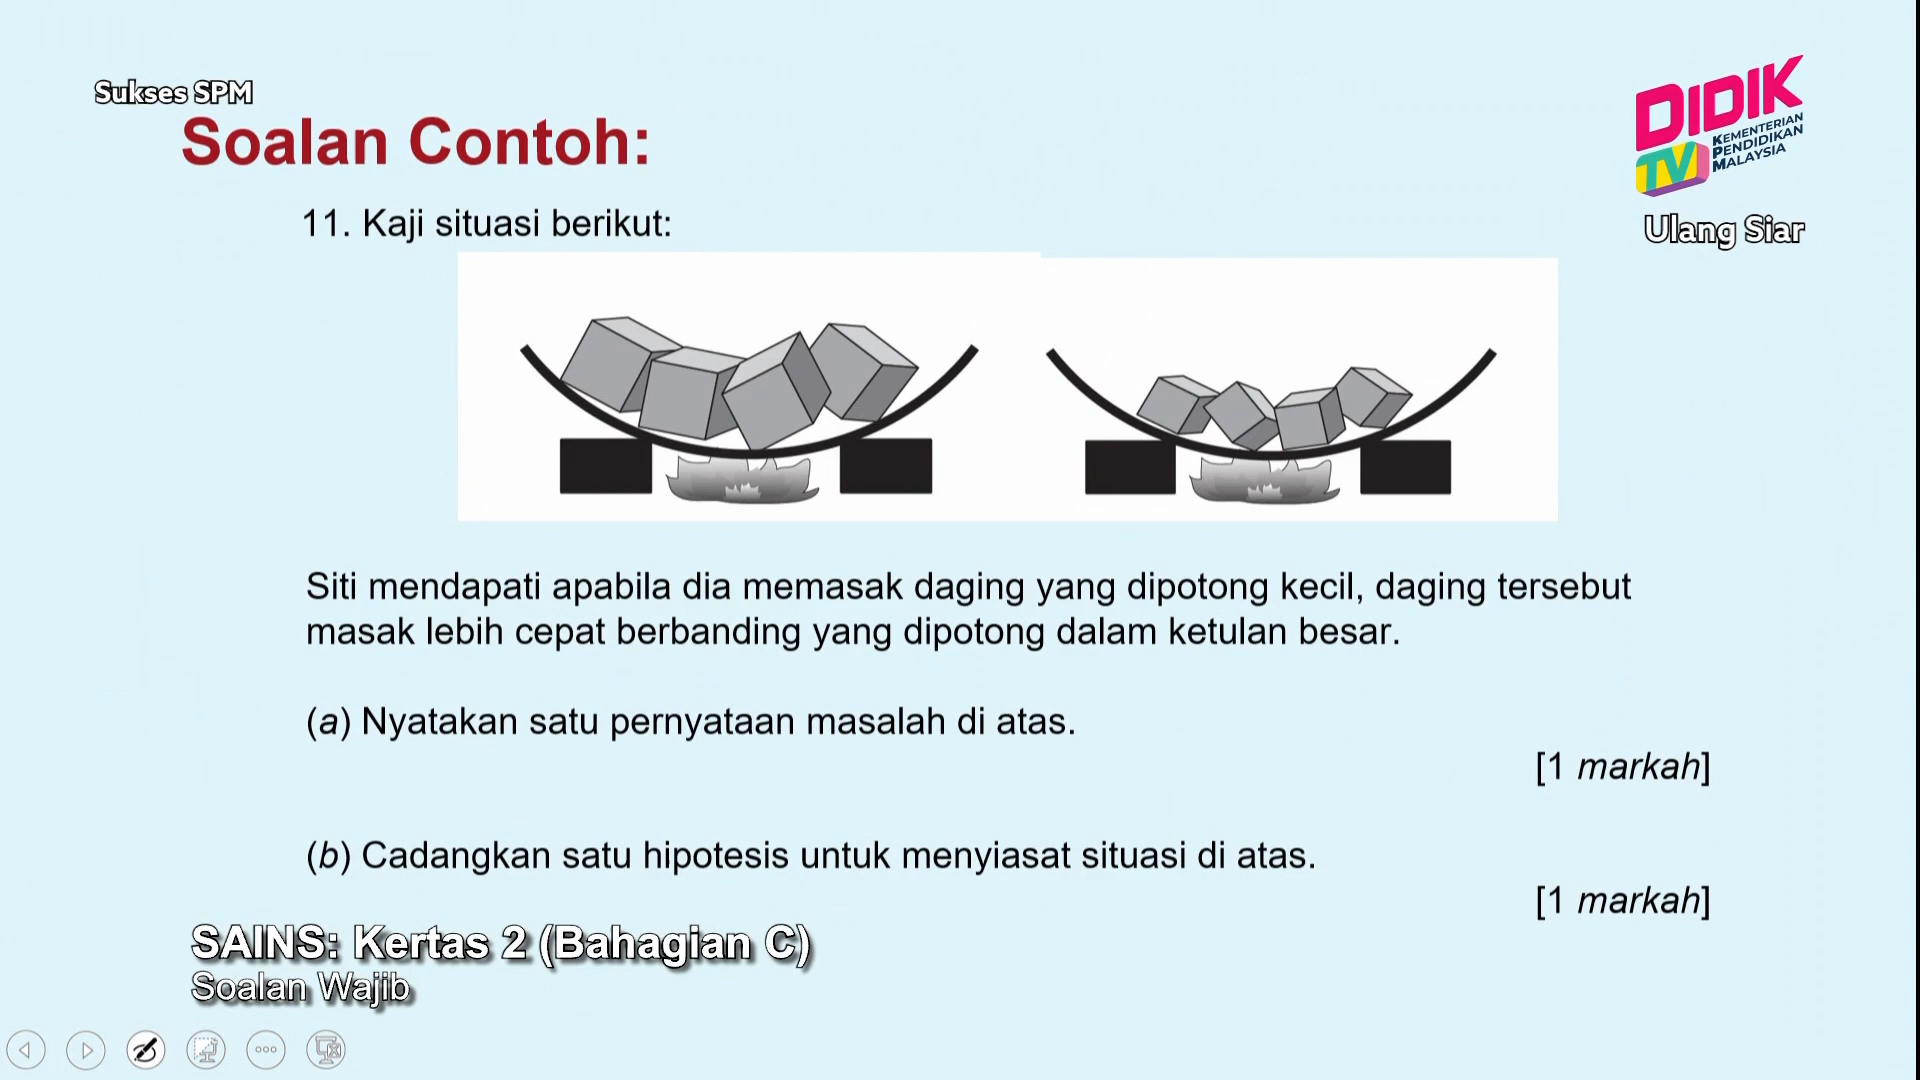 Sukses SPM
Soalan Contoh:
DIDIK
TV
KEMENTERIAN
PENDIDIKAN
MALAYSIA
Ulang Siar
11. Kaji situasi berikut:
Siti mendapati apabila dia memasak daging yang dipotong kecil, daging tersebut
masak lebih cepat berbanding yang dipotong dalam ketulan besar.
(a) Nyatakan satu pernyataan masalah di atas.
[1 markah]
(b) Cadangkan satu hipotesis untuk menyiasat situasi di atas.
[1 markah]
SAINS: Kertas 2 (Bahagian C)
Soalan Wajib